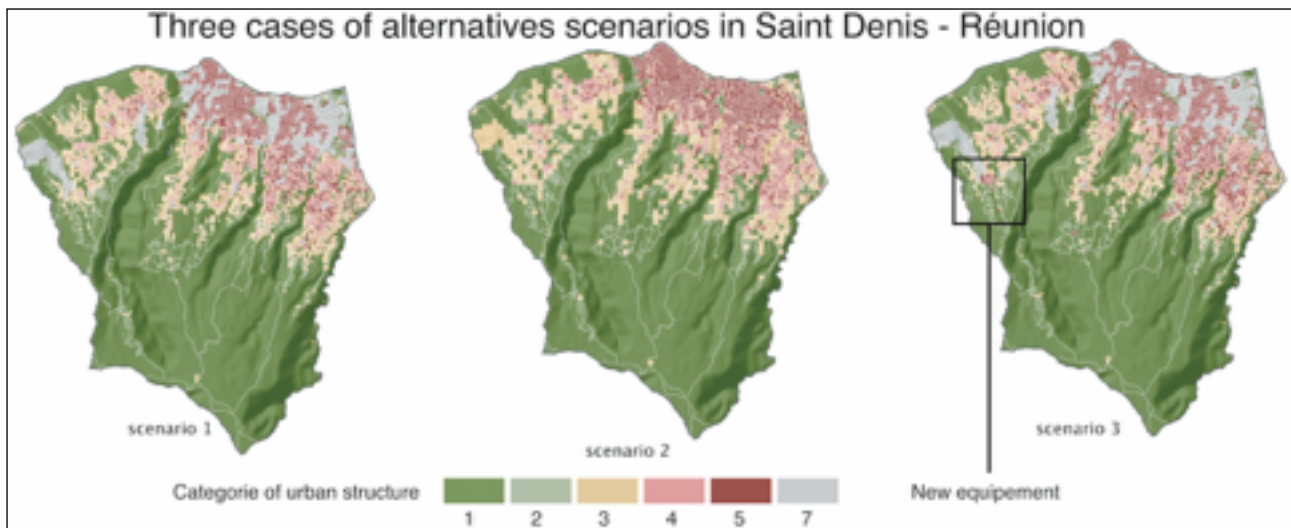 Three cases of alternatives scenarios in Saint Denis - Réunion
scenario 1
scenario 2
scenario 3
Categorie of urban structure
1 2 3 4 5 7
New equipement